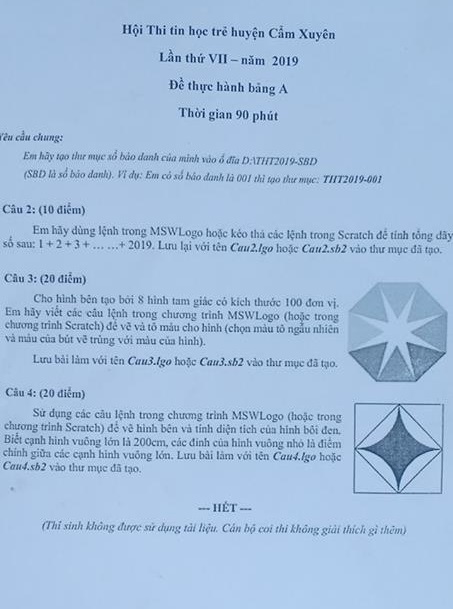 Hội Thi tin học trẻ huyện Cẩm Xuyên
Lần thứ VII – năm 2019
Đề thực hành bảng A
Thời gian 90 phút
Yêu cầu chung:
Em hãy tạo thư mục số báo danh của mình vào ổ đĩa D:\THT2019-SBD
(SBD là số báo danh). Ví dụ: Em có số báo danh là 001 thì tạo thư mục: THT2019-001
Câu 2: (10 điểm)
Em hãy dùng lệnh trong MSWLogo hoặc kéo thả các lệnh trong Scratch để tính tổng dãy
số sau: 1 + 2 + 3 + ... ...+ 2019. Lưu lại với tên Cau2.lgo hoặc Cau2.sb2 vào thư mục đã tạo.
Câu 3: (20 điểm)
Cho hình bên tạo bởi 8 hình tam giác có kích thước 100 đơn vị.
Em hãy viết các câu lệnh trong chương trình MSWLogo (hoặc trong
chương trình Scratch) để vẽ và tô màu cho hình (chọn màu tô ngẫu nhiên
và màu của bút vẽ trùng với màu của hình).
Lưu bài làm với tên Cau3.lgo hoặc Cau3.sb2 vào thư mục đã tạo.
Câu 4: (20 điểm)
Sử dụng các câu lệnh trong chương trình MSWLogo (hoặc trong
chương trình Scratch) để vẽ hình bên và tính diện tích của hình bôi đen.
Biết cạnh hình vuông lớn là 200cm, các đỉnh của hình vuông nhỏ là điểm
chính giữa các cạnh hình vuông lớn. Lưu bài làm với tên Cau4.lgo hoặc
Cau4.sb2 vào thư mục đã tạo.
--- HẾT ---
(Thí sinh không được sử dụng tài liệu. Cán bộ coi thi không giải thích gì thêm)